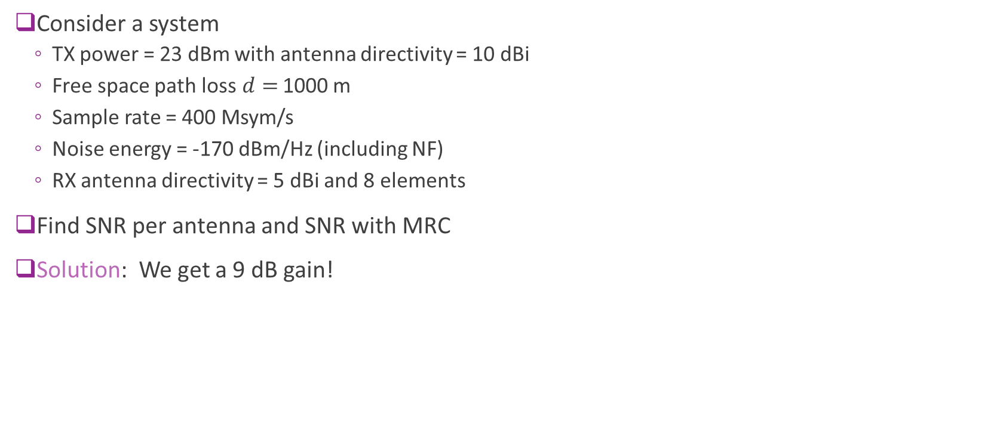 ❑Consider a system
◦ TX power = 23 dBm with antenna directivity = 10 dBi
◦ Free space path loss 𝑑 = 1000 m
◦ Sample rate = 400 Msym/s
◦ Noise energy = -170 dBm/Hz (including NF)
◦ RX antenna directivity = 5 dBi and 8 elements
❑Find SNR per antenna and SNR with MRC
❑Solution: We get a 9 dB gain!